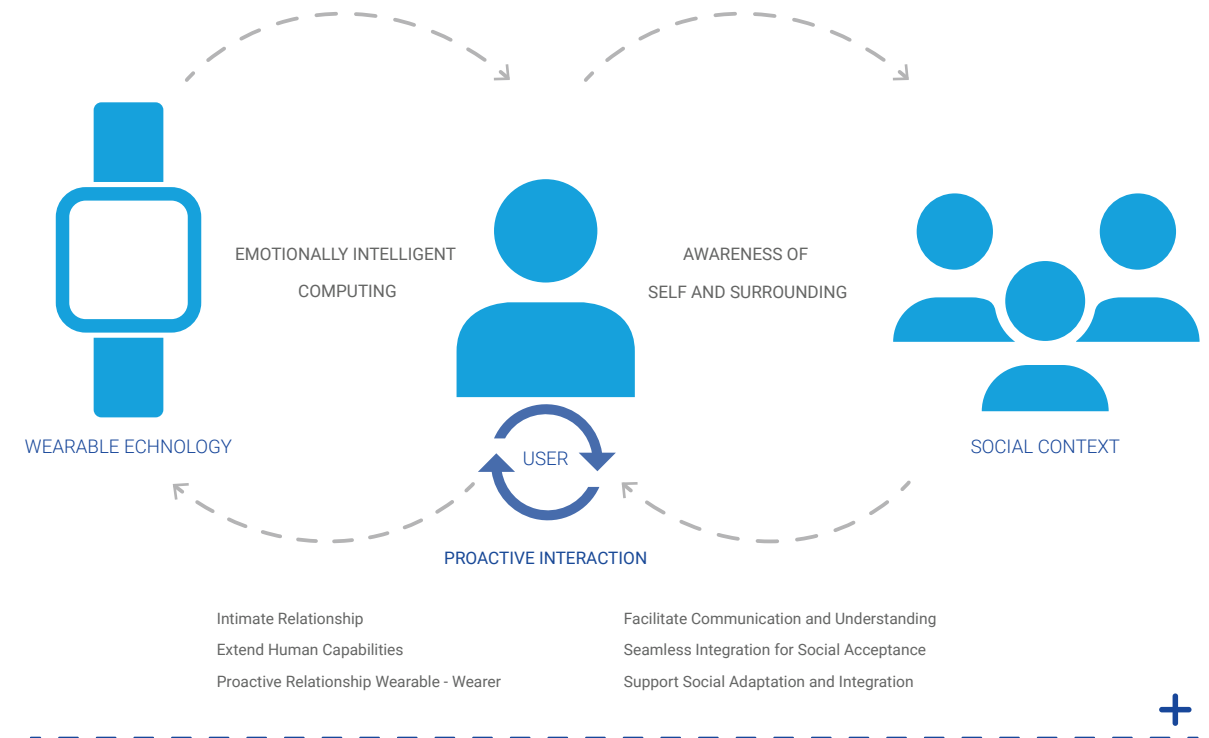 EMOTIONALLY INTELLIGENT
COMPUTING
AWARENESS OF
SELF AND SURROUNDING
WEARABLE ECHNOLOGY
USER
SOCIAL CONTEXT
PROACTIVE INTERACTION
Intimate Relationship
Extend Human Capabilities
Proactive Relationship Wearable - Wearer
Facilitate Communication and Understanding
Seamless Integration for Social Acceptance
Support Social Adaptation and Integration